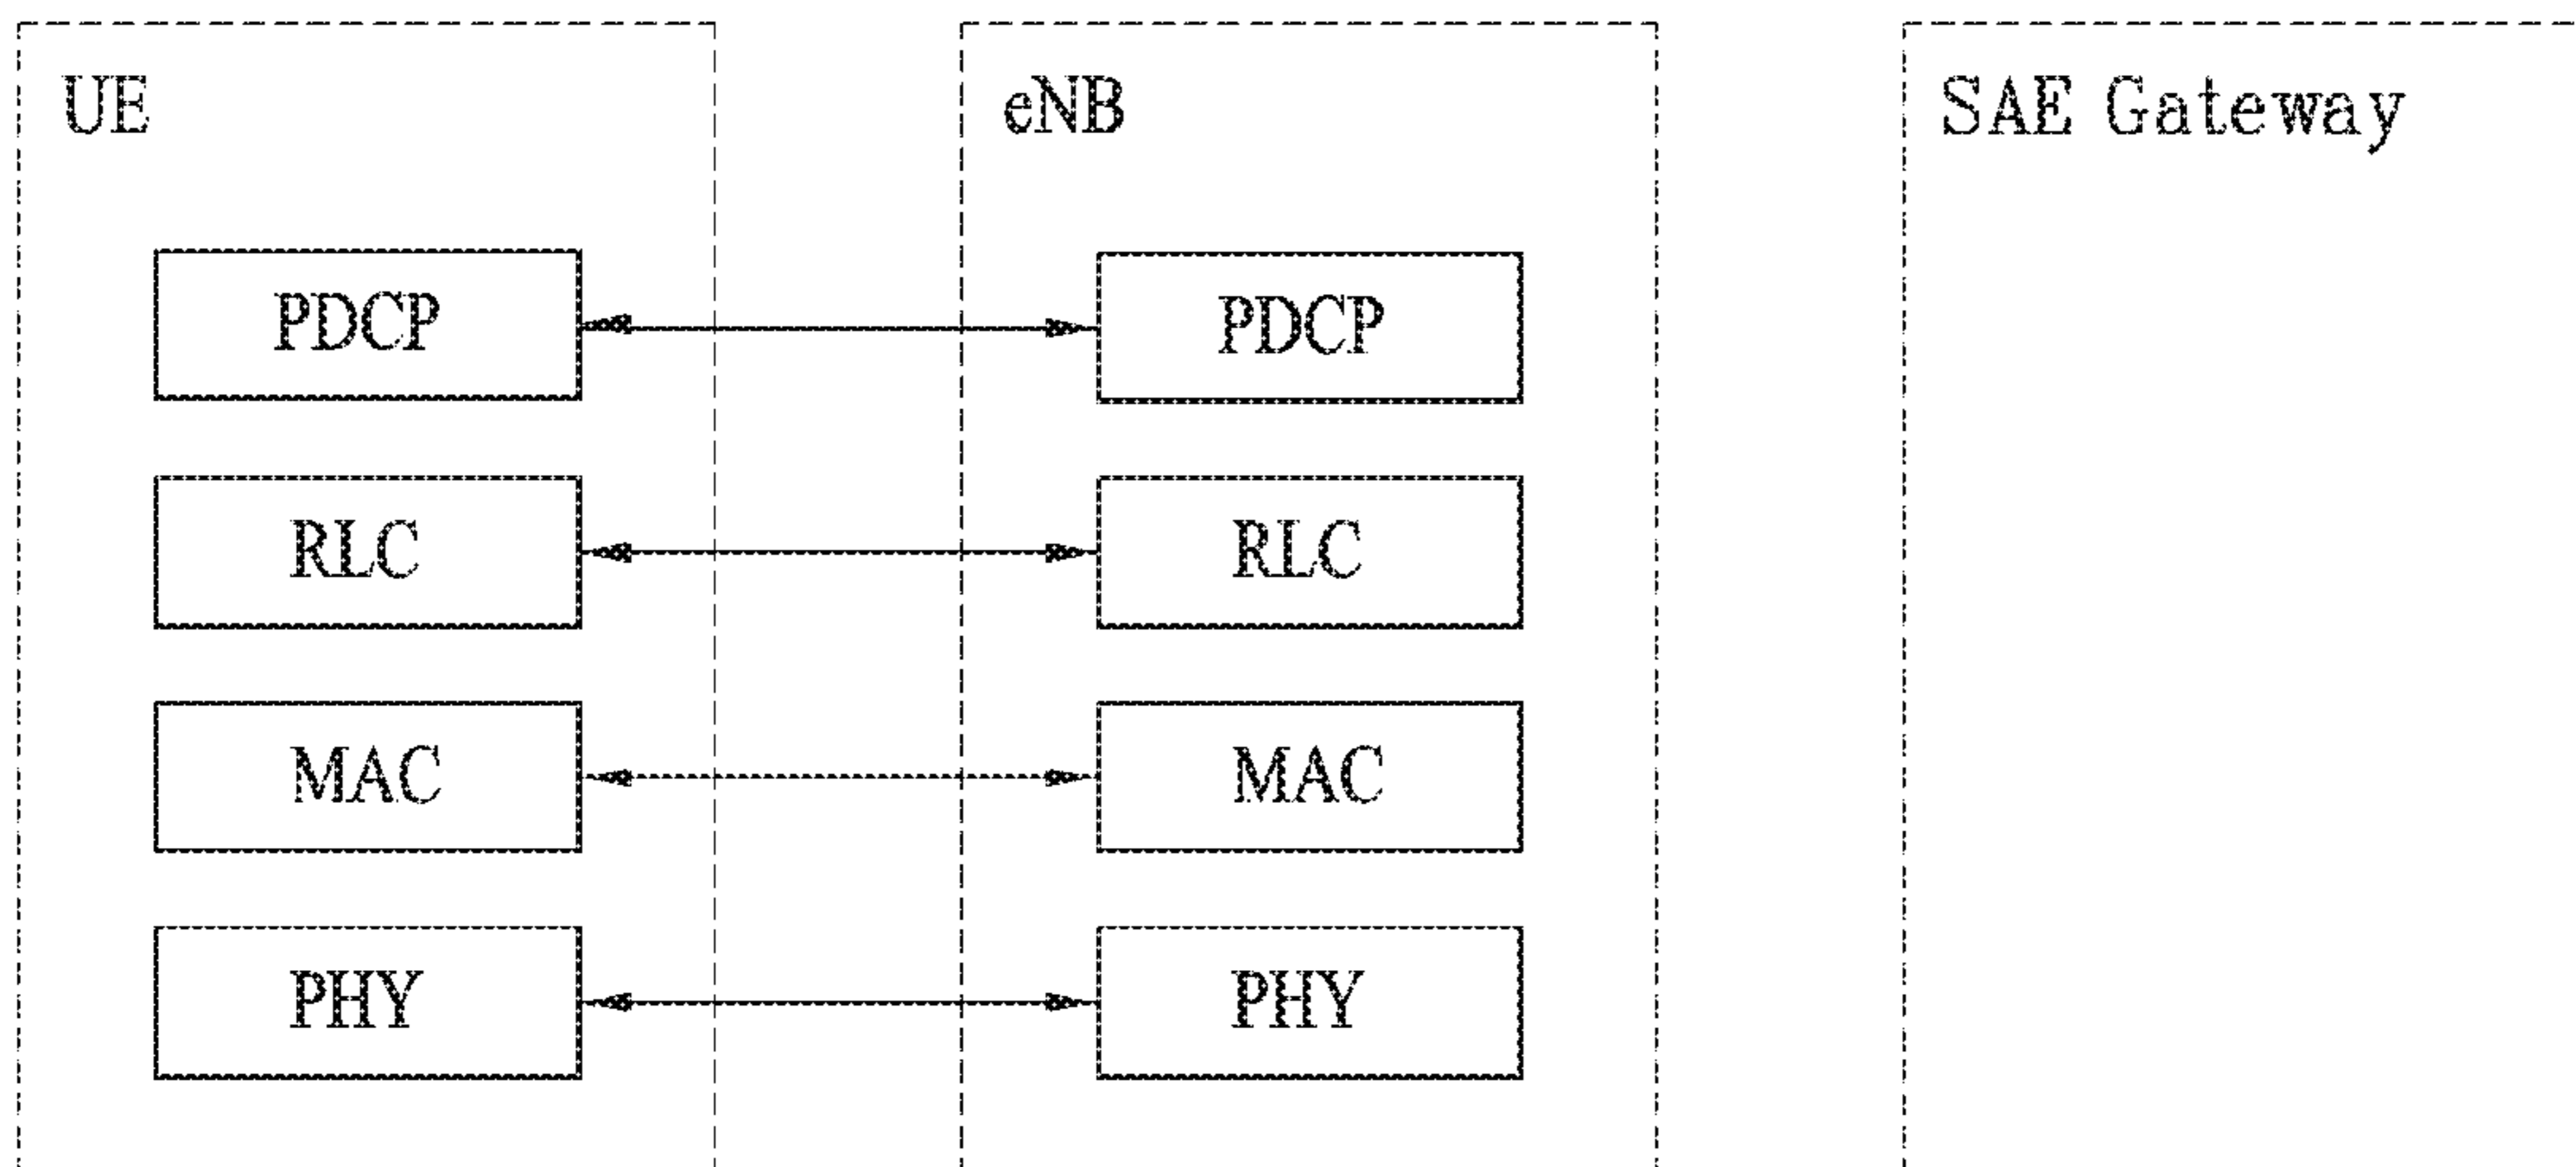 UE eNB SAE Gateway
PDCP PDCP
RLC RLC
MAC MAC
PHY PHY